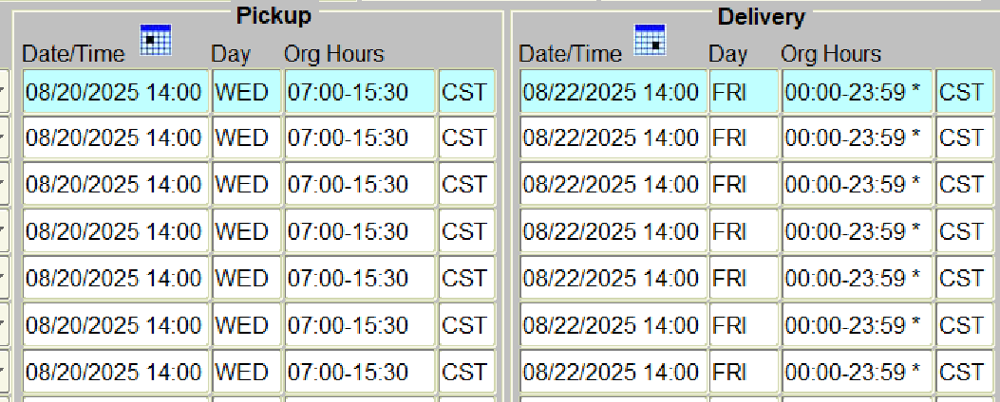 Pickup Delivery
Date/Time Day Org Hours Date/Time Day Org Hours
08/20/2025 14:00 WED 07:00-15:30 CST 08/22/2025 14:00 FRI 00:00-23:59 * CST
08/20/2025 14:00 WED 07:00-15:30 CST 08/22/2025 14:00 FRI 00:00-23:59 * CST
08/20/2025 14:00 WED 07:00-15:30 CST 08/22/2025 14:00 FRI 00:00-23:59 * CST
08/20/2025 14:00 WED 07:00-15:30 CST 08/22/2025 14:00 FRI 00:00-23:59 * CST
08/20/2025 14:00 WED 07:00-15:30 CST 08/22/2025 14:00 FRI 00:00-23:59 * CST
08/20/2025 14:00 WED 07:00-15:30 CST 08/22/2025 14:00 FRI 00:00-23:59 * CST
08/20/2025 14:00 WED 07:00-15:30 CST 08/22/2025 14:00 FRI 00:00-23:59 * CST